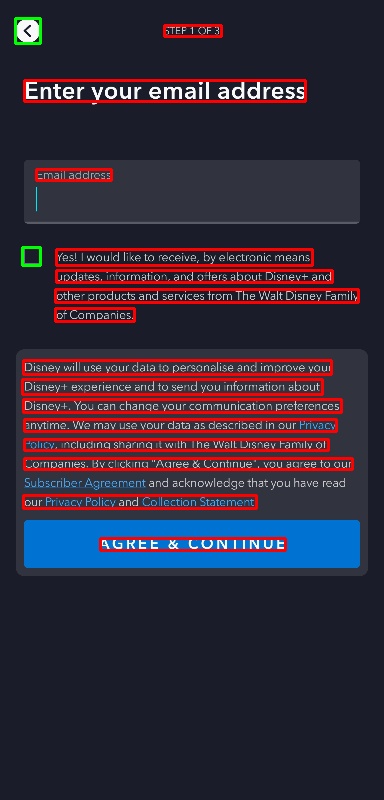 STEP 1 OF 3
Enter your email address
Email address
Yes! I would like to receive, by electronic means
updates, information, and offers about Disney+ and
other products and services from The Walt Disney Family
of Companies.
Disney will use your data to personalise and improve your
Disney+ experience and to send you information about
Disney+. You can change your communication preferences
anytime. We may use your data as described in our Privacy
Policy, including sharing it with The Walt Disney Family of
Companies. By clicking "Agree & Continue", you agree to our
Subscriber Agreement and acknowledge that you have read
our Privacy Policy and Collection Statement.
AGREE & CONTINUE